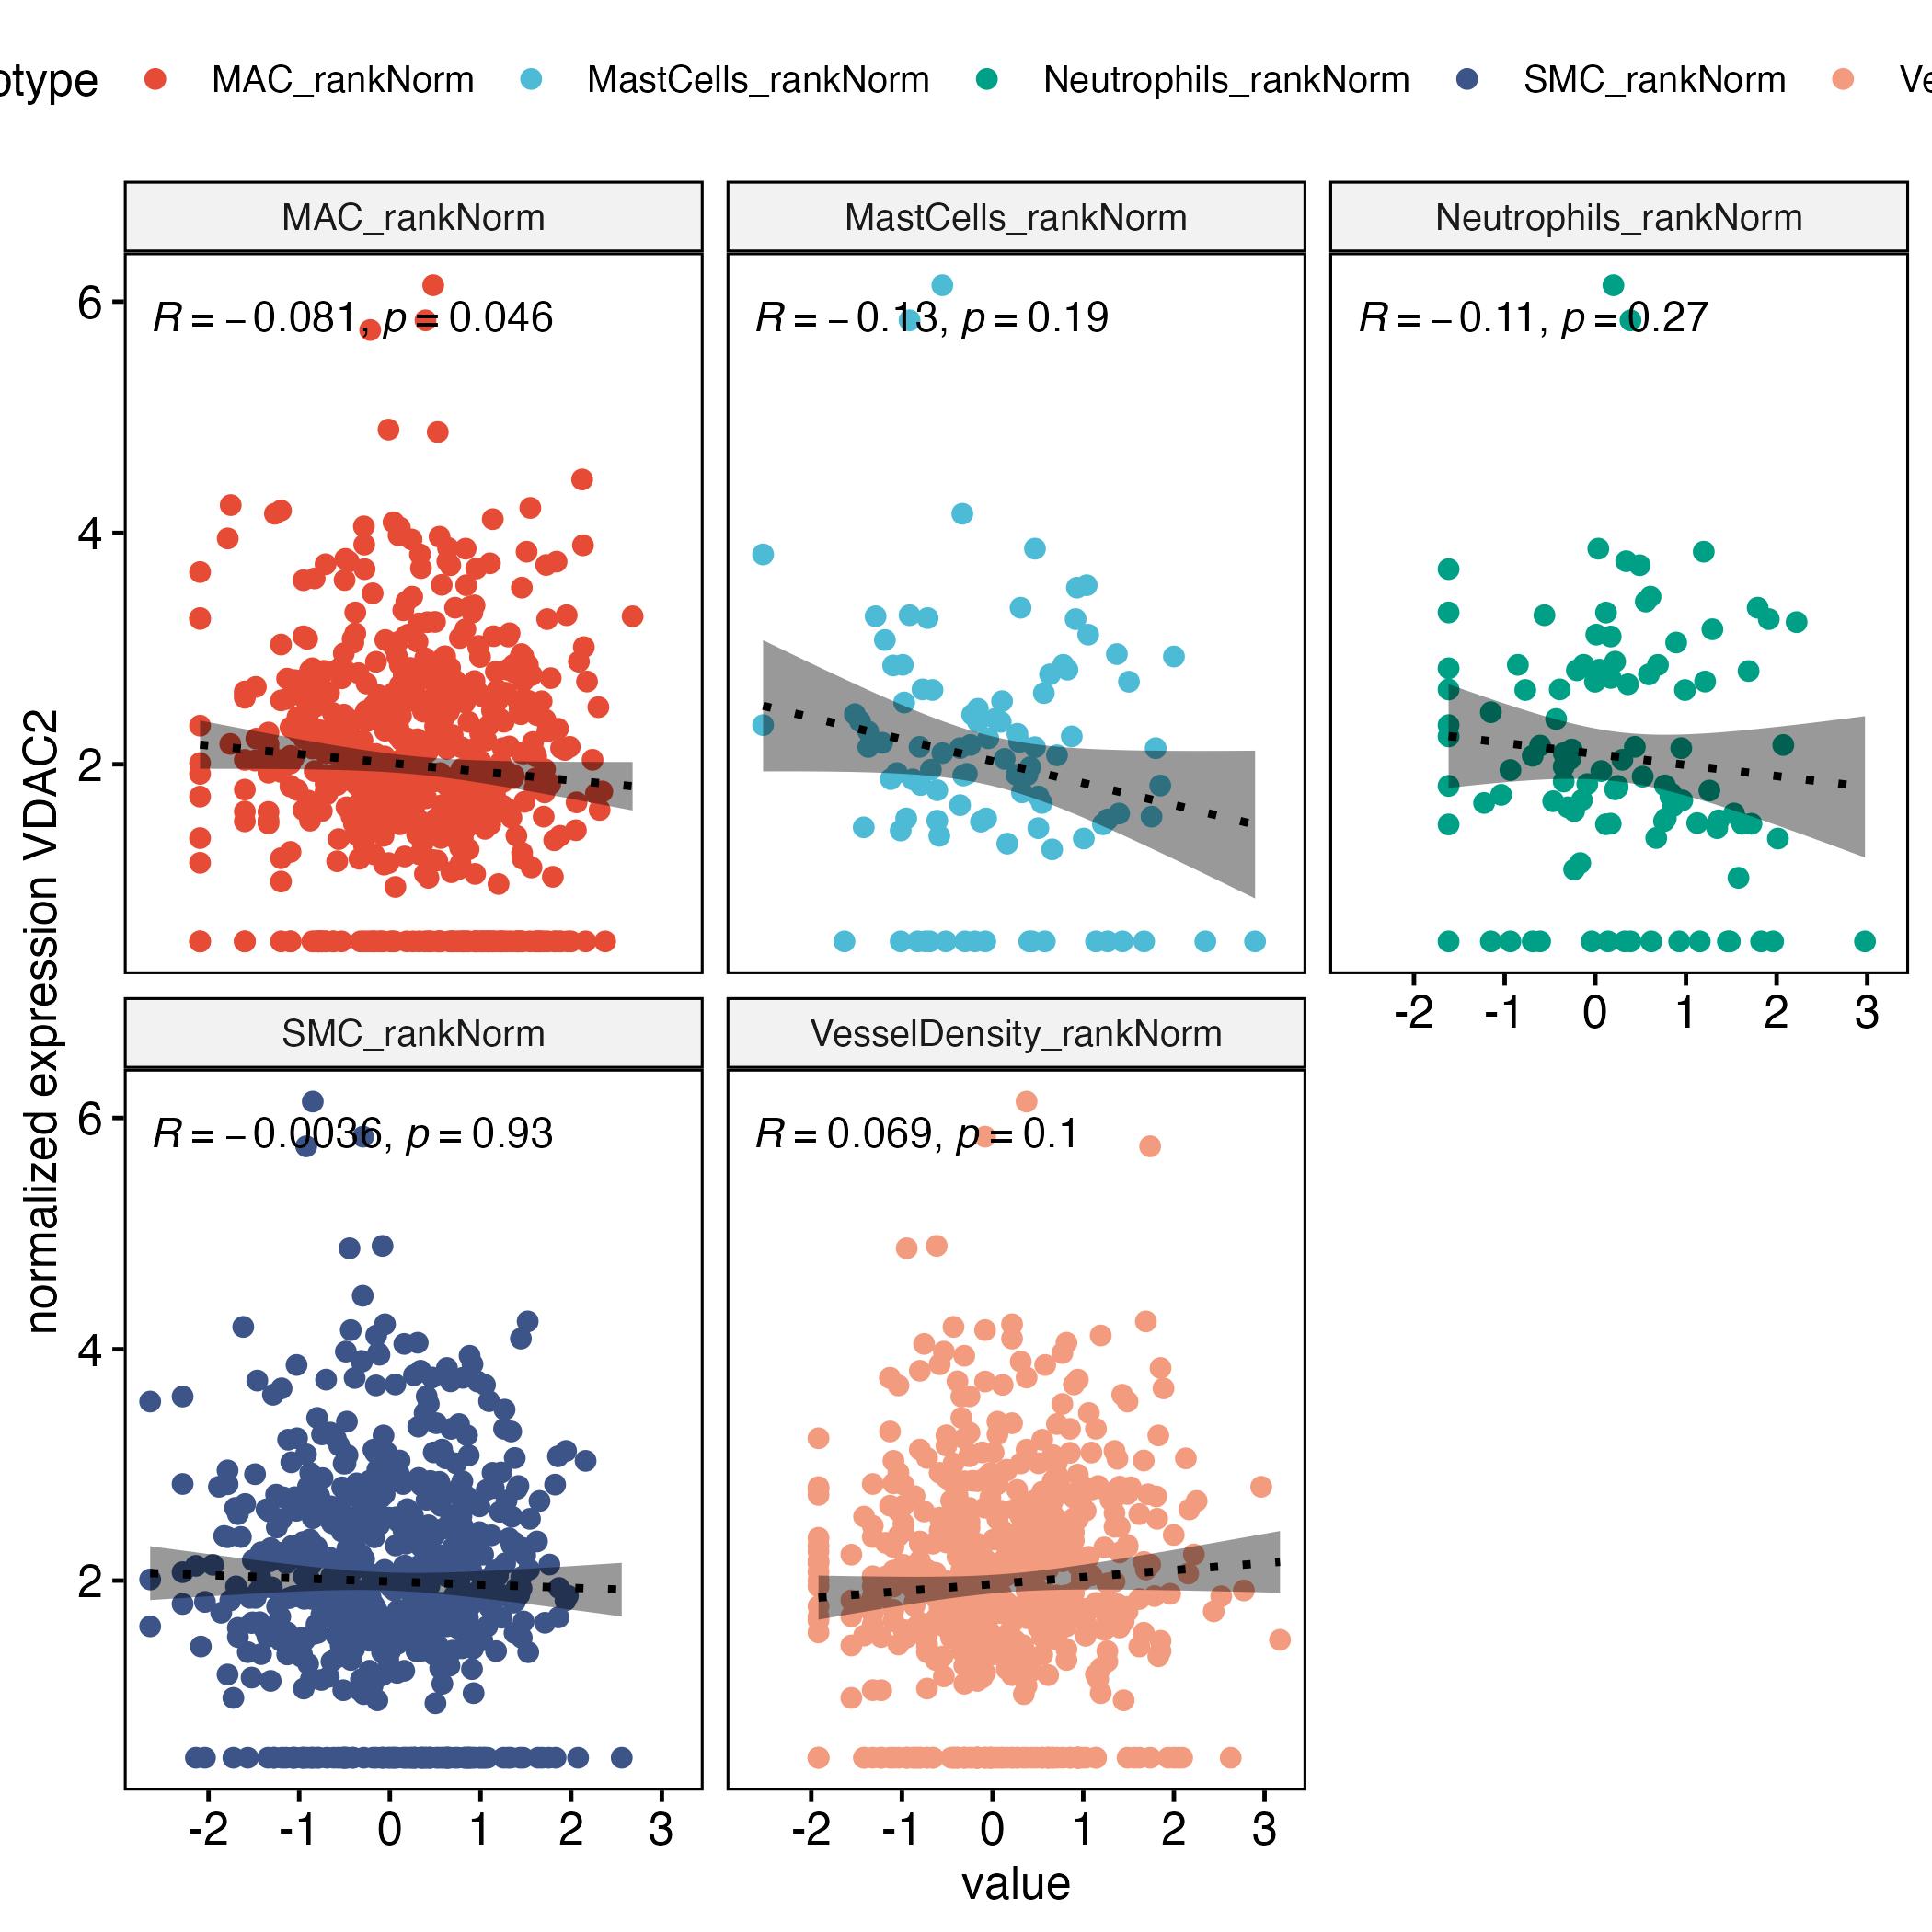 otype MAC_rankNorm MastCells_rankNorm Neutrophils_rankNorm SMC_rankNorm Ve
MAC_rankNorm MastCells_rankNorm Neutrophils_rankNorm
R = −0.081, p = 0.046 R = −0.13, p = 0.19 R = −0.11, p = 0.27
6
4
2
-2 -1 0 1 2 3
SMC_rankNorm VesselDensity_rankNorm
R = −0.0036, p = 0.93 R = 0.069, p = 0.1
6
4
2
-2 -1 0 1 2 3 -2 -1 0 1 2 3
value
normalized expression VDAC2